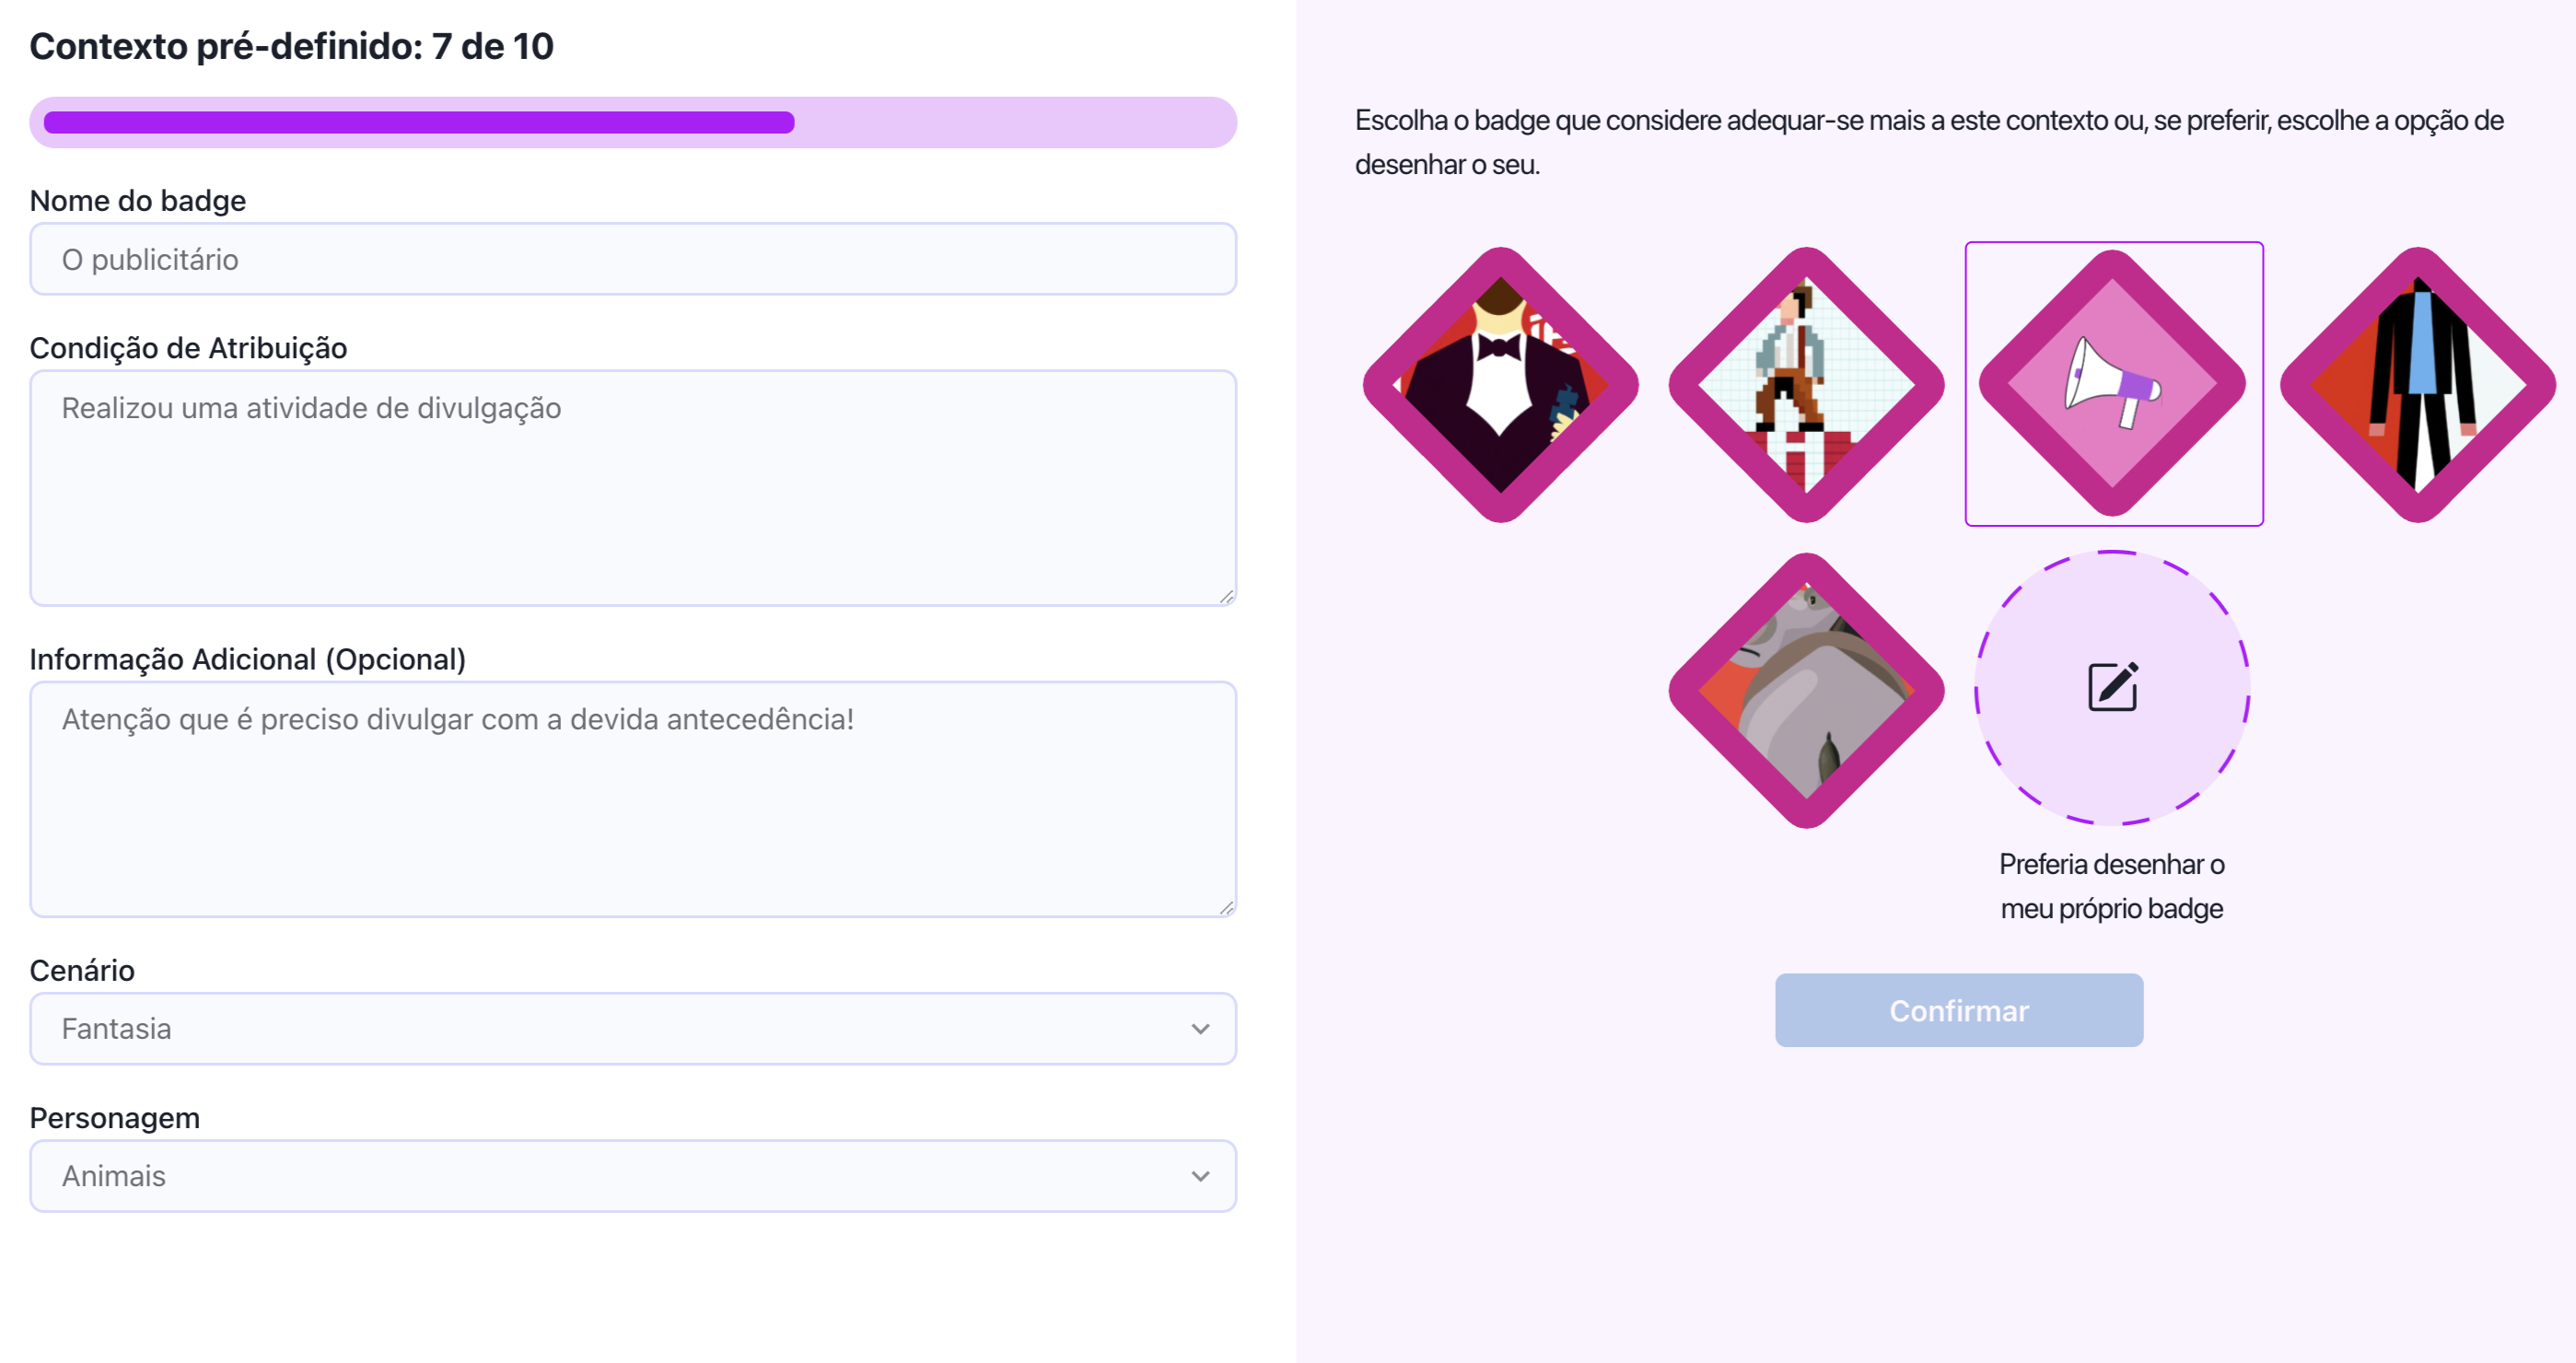 Contexto pré-definido: 7 de 10
Nome do badge
O publicitário
Condição de Atribuição
Realizou uma atividade de divulgação
Informação Adicional (Opcional)
Atenção que é preciso divulgar com a devida antecedência!
Cenário
Fantasia
Personagem
Animais
Escolha o badge que considere adequar-se mais a este contexto ou, se preferir, escolhe a opção de
desenhar o seu.
Preferia desenhar o
meu próprio badge
Confirmar